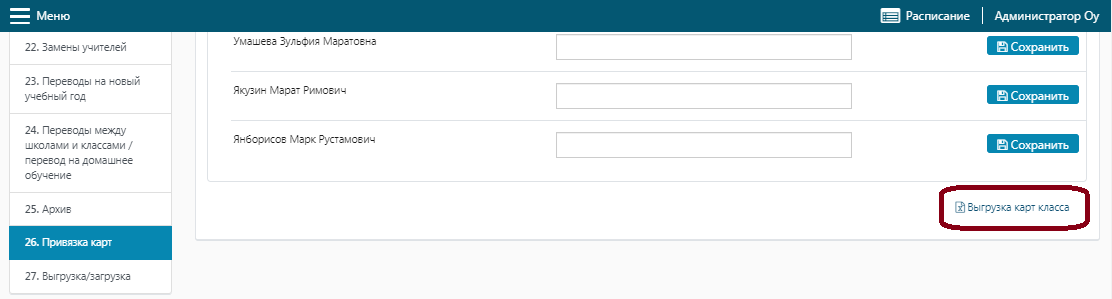 Меню
Расписание
Администратор Оу
22. Замены учителей
23. Переводы на новый
учебный год
24. Переводы между
школами и классами /
перевод на домашнее
обучение
25. Архив
26. Привязка карт
27. Выгрузка/загрузка
Умашева Зульфия Маратовна
Сохранить
Якузин Марат Римович
Сохранить
Янборисов Марк Рустамович
Сохранить
Выгрузка карт класса